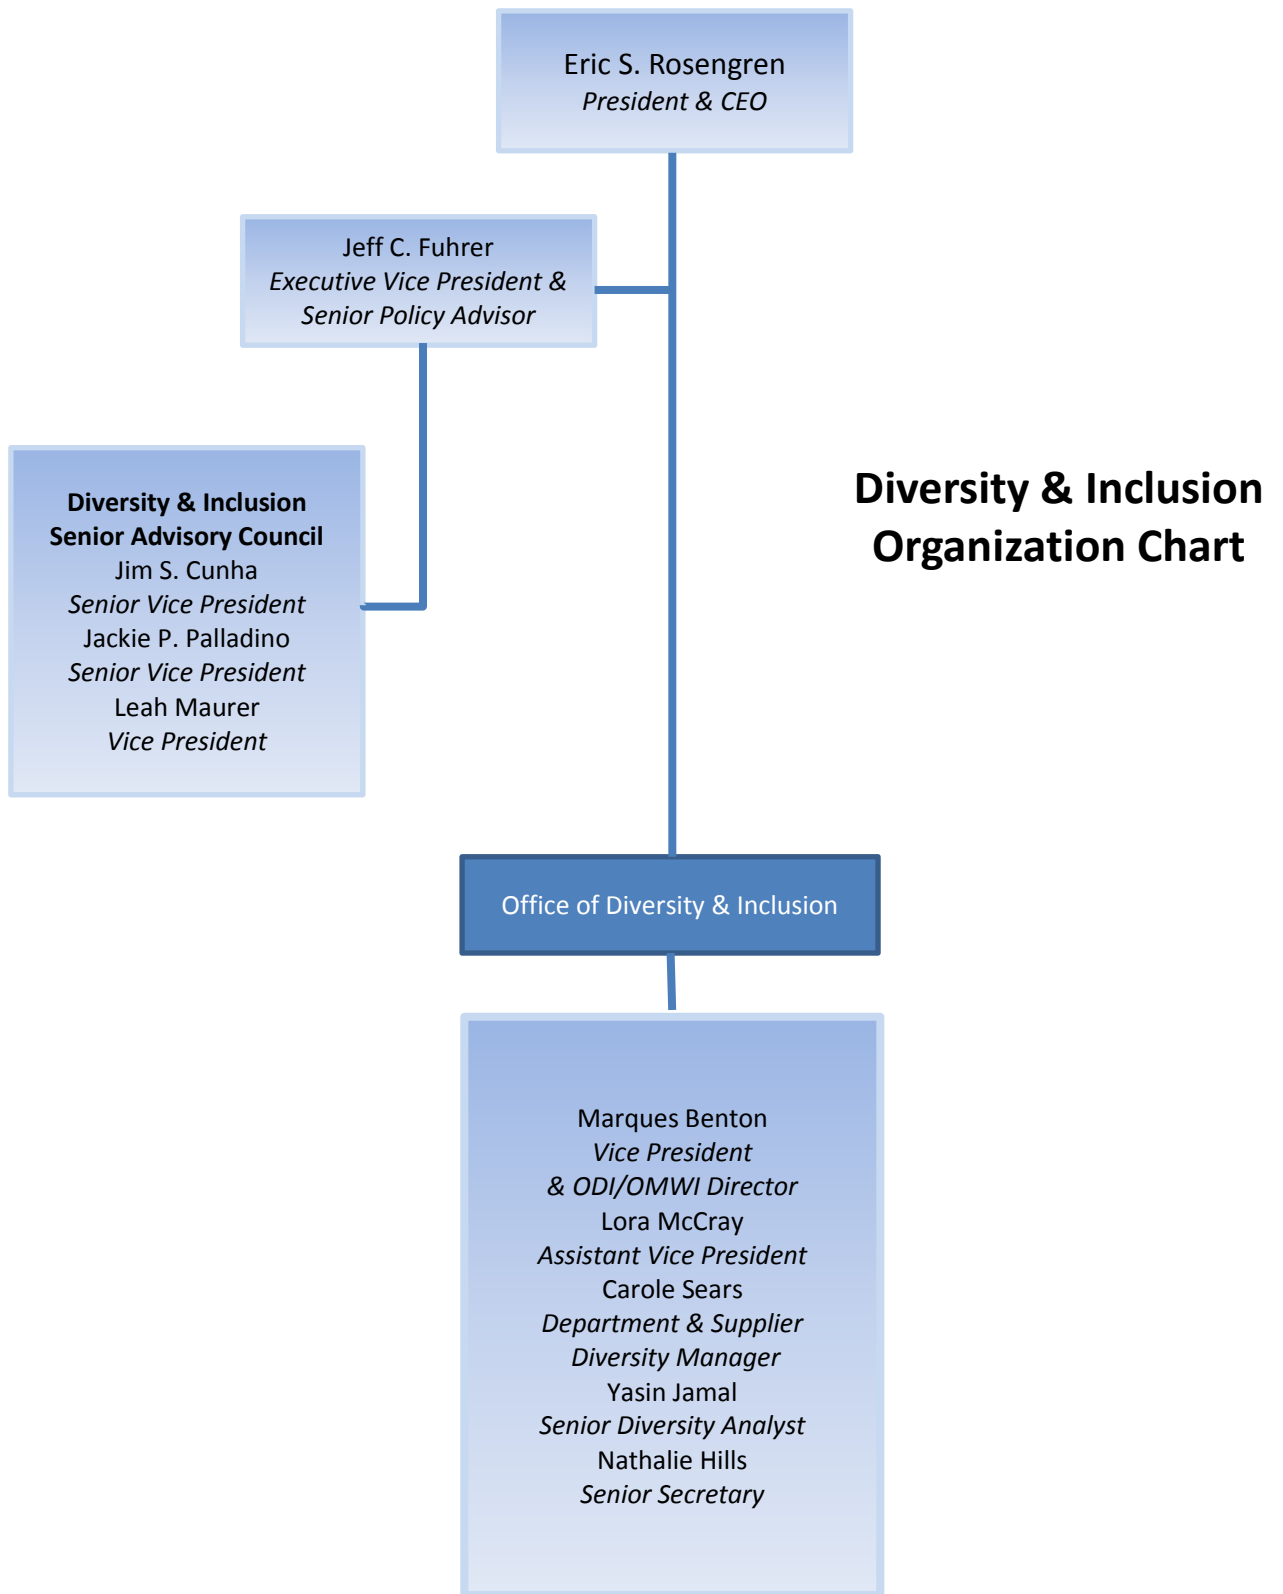 Eric S. Rosengren
President & CEO
Jeff C. Fuhrer
Executive Vice President &
Senior Policy Advisor
Diversity & Inclusion
Senior Advisory Council
Jim S. Cunha
Senior Vice President
Jackie P. Palladino
Senior Vice President
Leah Maurer
Vice President
Diversity & Inclusion
Organization Chart
Office of Diversity & Inclusion
Marques Benton
Vice President
& ODI/OMWI Director
Lora McCray
Assistant Vice President
Carole Sears
Department & Supplier
Diversity Manager
Yasin Jamal
Senior Diversity Analyst
Nathalie Hills
Senior Secretary